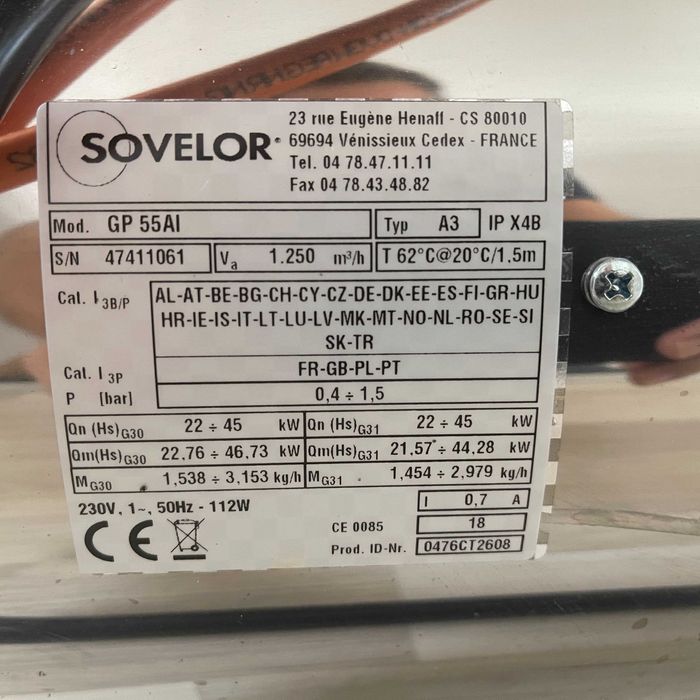 SOVELOR®
23 rue Eugène Henaff - CS 80010
69694 Vénissieux Cedex - FRANCE
Tel. 04 78.47.11.11
Fax 04 78.43.48.82
Mod. GP 55AI Typ A3 IP X4B
S/N 47411061 Va 1.250 m³/h T 62°C@20°C/1.5m
Cat. I 3B/P AL-AT-BE-BG-CH-CY-CZ-DE-DK-EE-ES-FI-GR-HU
HR-IE-IS-IT-LT-LU-LV-MK-MT-NO-NL-RO-SE-SI
SK-TR
Cat. I 3P FR-GB-PL-PT
P [bar] 0,4 ÷ 1,5
Qn (Hs)G30 22 ÷ 45 kW Qn (Hs)G31 22 ÷ 45 kW
Qm(Hs)G30 22,76 ÷ 46,73 kW Qm(Hs)G31 21,57 ÷ 44,28 kW
MG30 1,538 ÷ 3,153 kg/h MG31 1,454 ÷ 2,979 kg/h
230V, 1~, 50Hz - 112W I 0,7 A
CE CE 0085 18
Prod. ID-Nr. 0476CT2608